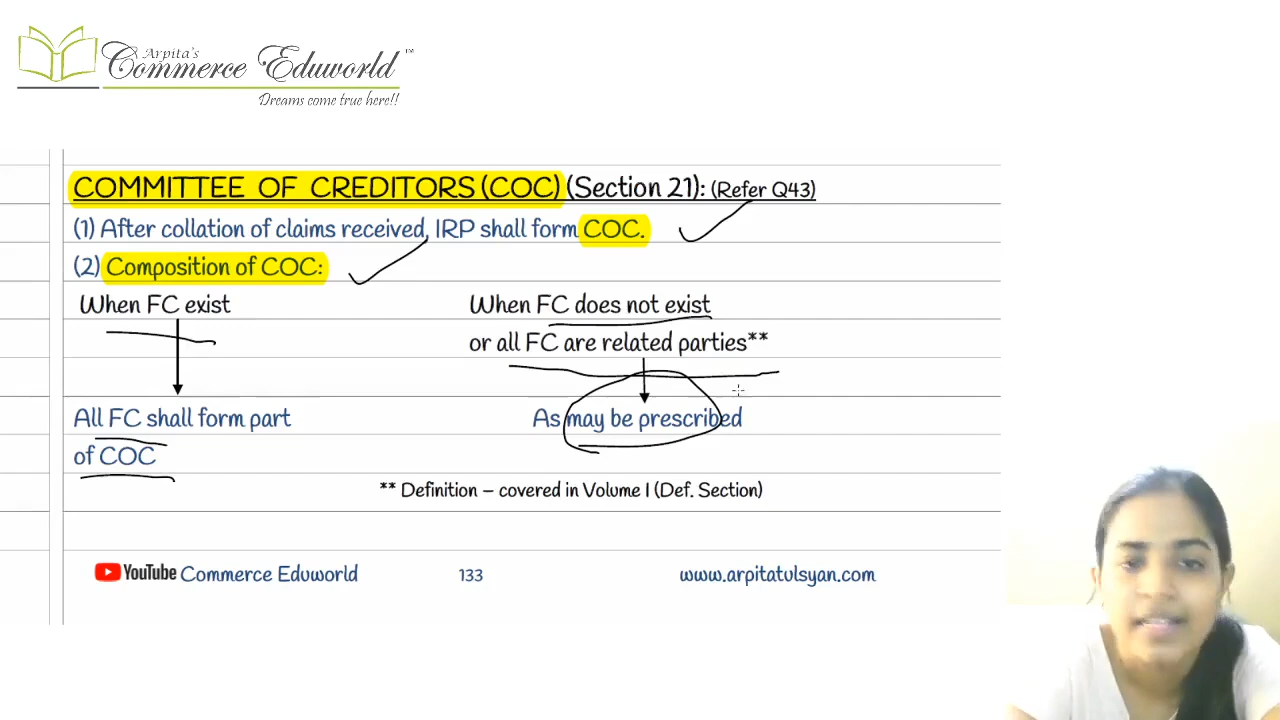 Arpita's
Commerce Eduworld™
Dreams come true here!!
COMMITTEE OF CREDITORS (COC) (Section 21): (Refer Q43)
(1) After collation of claims received, IRP shall form COC.
(2) Composition of COC:
When FC exist
When FC does not exist
or all FC are related parties**
All FC shall form part
of COC
As may be prescribed
** Definition – covered in Volume I (Def. Section)
YouTube Commerce Eduworld 133 www.arpitatulsyan.com